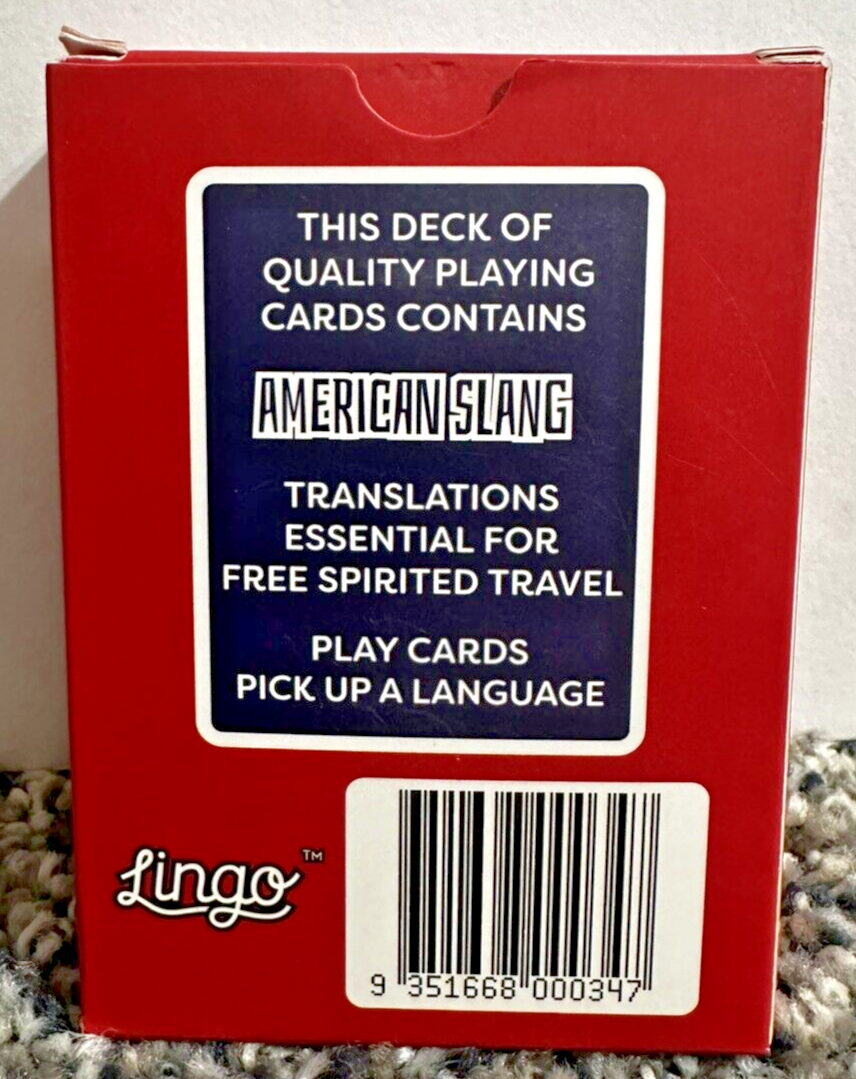 THIS DECK OF
QUALITY PLAYING
CARDS CONTAINS
AMERICAN SLANG
TRANSLATIONS
ESSENTIAL FOR
FREE SPIRITED TRAVEL
PLAY CARDS
PICK UP A LANGUAGE
Lingo™
9 351668 000347